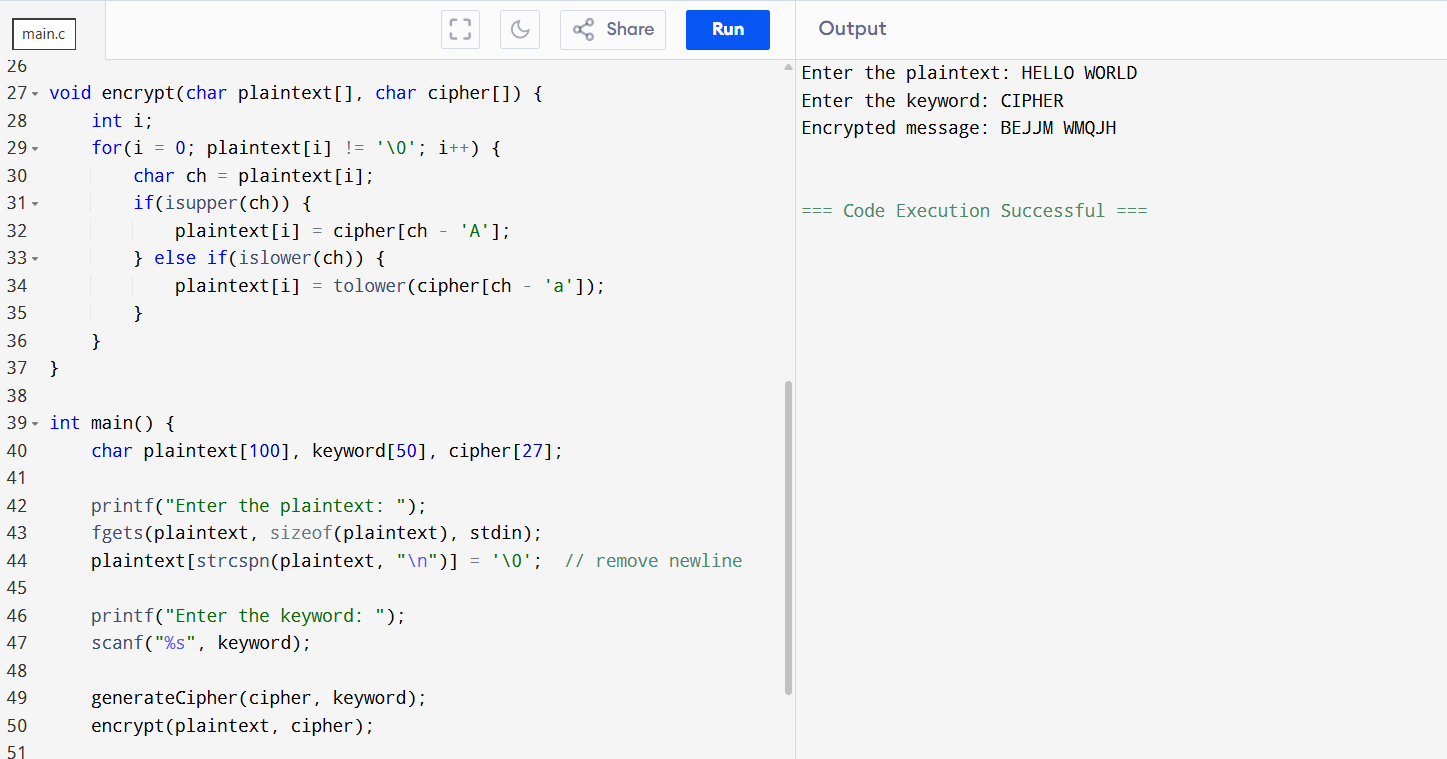 main.c
Share
Run
Output
26
27 void encrypt(char plaintext[], char cipher[]) {
28     int i;
29     for(i = 0; plaintext[i] != '\0'; i++) {
30         char ch = plaintext[i];
31         if(isupper(ch)) {
32             plaintext[i] = cipher[ch - 'A'];
33         } else if(islower(ch)) {
34             plaintext[i] = tolower(cipher[ch - 'a']);
35         }
36     }
37 }
38
39 int main() {
40     char plaintext[100], keyword[50], cipher[27];
41
42     printf("Enter the plaintext: ");
43     fgets(plaintext, sizeof(plaintext), stdin);
44     plaintext[strcspn(plaintext, "\n")] = '\0';  // remove newline
45
46     printf("Enter the keyword: ");
47     scanf("%s", keyword);
48
49     generateCipher(cipher, keyword);
50     encrypt(plaintext, cipher);
51
Enter the plaintext: HELLO WORLD
Enter the keyword: CIPHER
Encrypted message: BEJJM WMQJH
=== Code Execution Successful ===